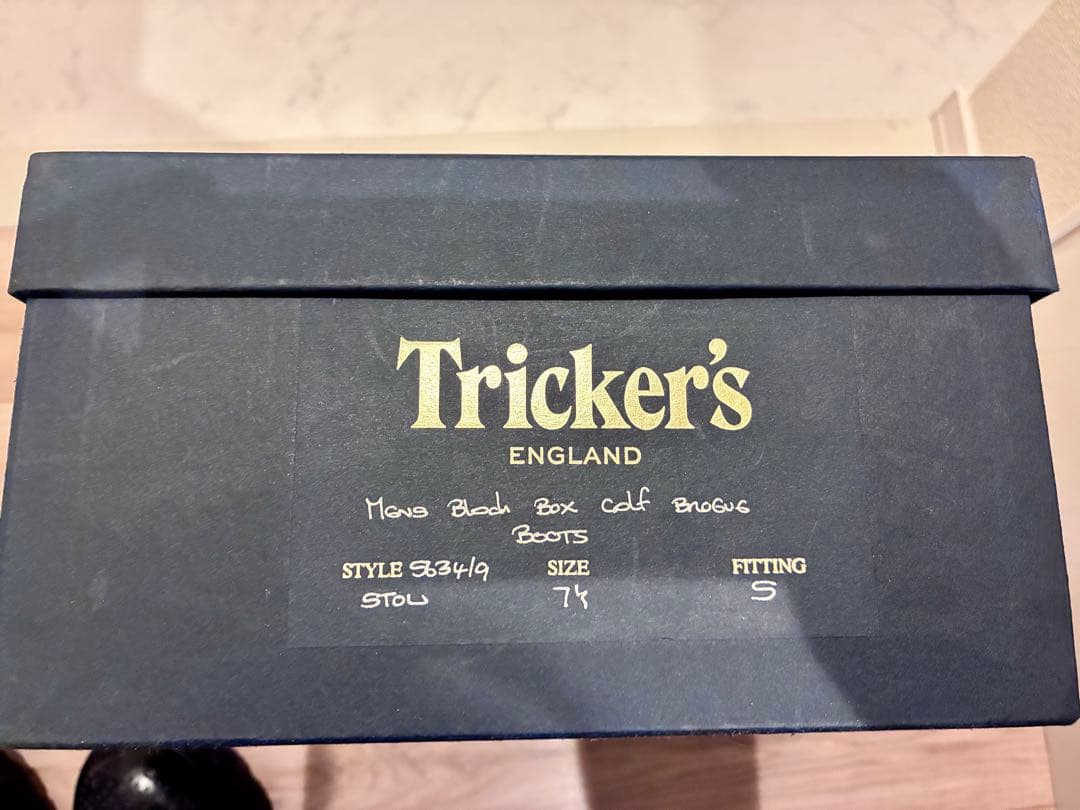 Tricker's
ENGLAND
MENS Black Box Calf BROGUE
BOOTS
STYLE 5634/9 SIZE FITTING
STOW 7½ 5